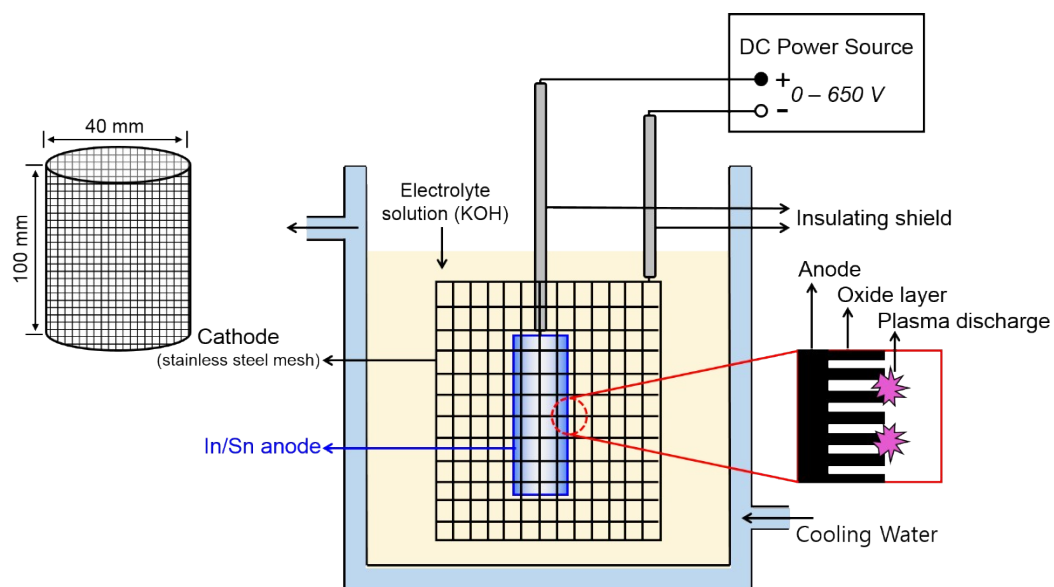 DC Power Source
+
0 – 650 V
-
40 mm
100 mm
Electrolyte
solution (KOH)
Insulating shield
Anode
Oxide layer
Plasma discharge
Cathode
(stainless steel mesh)
In/Sn anode
Cooling Water